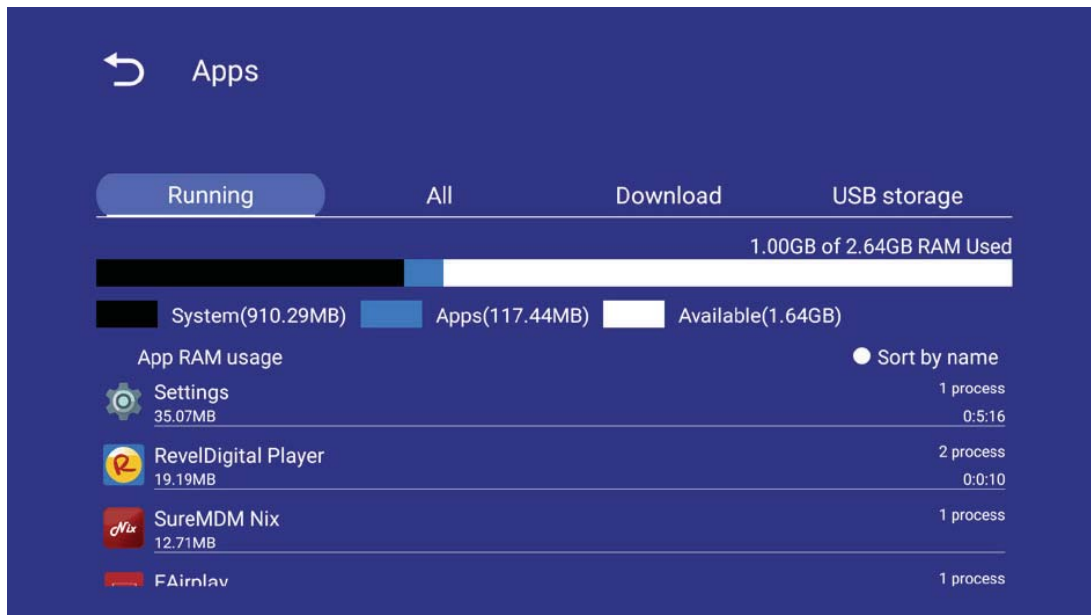 Apps
Running All Download USB storage
1.00GB of 2.64GB RAM Used
System(910.29MB) Apps(117.44MB) Available(1.64GB)
App RAM usage Sort by name
Settings 1 process
35.07MB 0:5:16
RevelDigital Player 2 process
19.19MB 0:0:10
R
SureMDM Nix 1 process
Nix
12.71MB
EAirplay 1 process